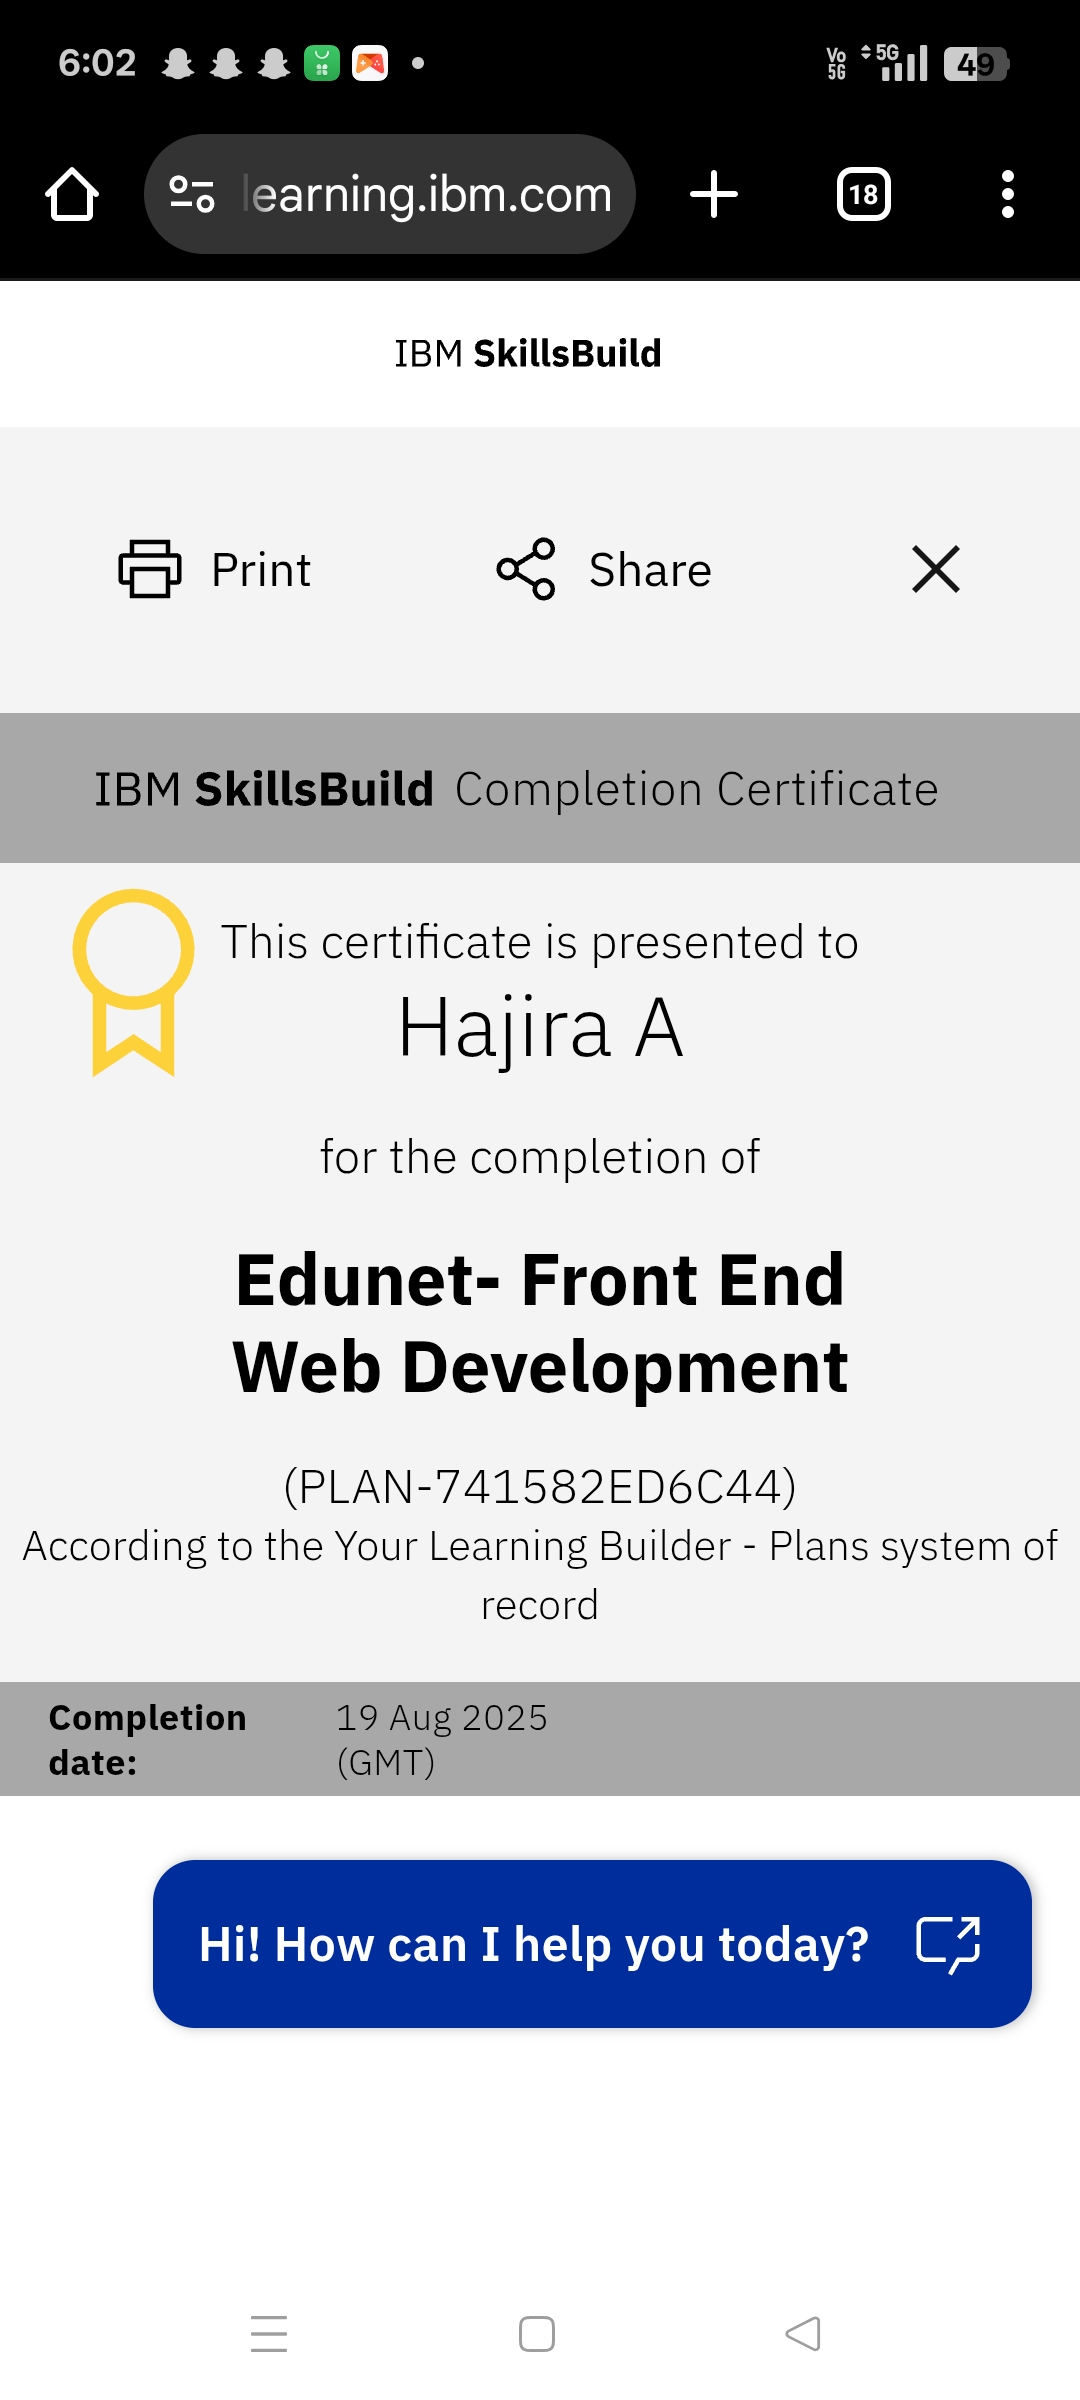 6:02
Vo 5G
5G
49
learning.ibm.com
18
IBM SkillsBuild
Print
Share
IBM SkillsBuild Completion Certificate
This certificate is presented to
Hajira A
for the completion of
Edunet- Front End
Web Development
(PLAN-741582ED6C44)
According to the Your Learning Builder - Plans system of
record
Completion
date:
19 Aug 2025
(GMT)
Hi! How can I help you today?